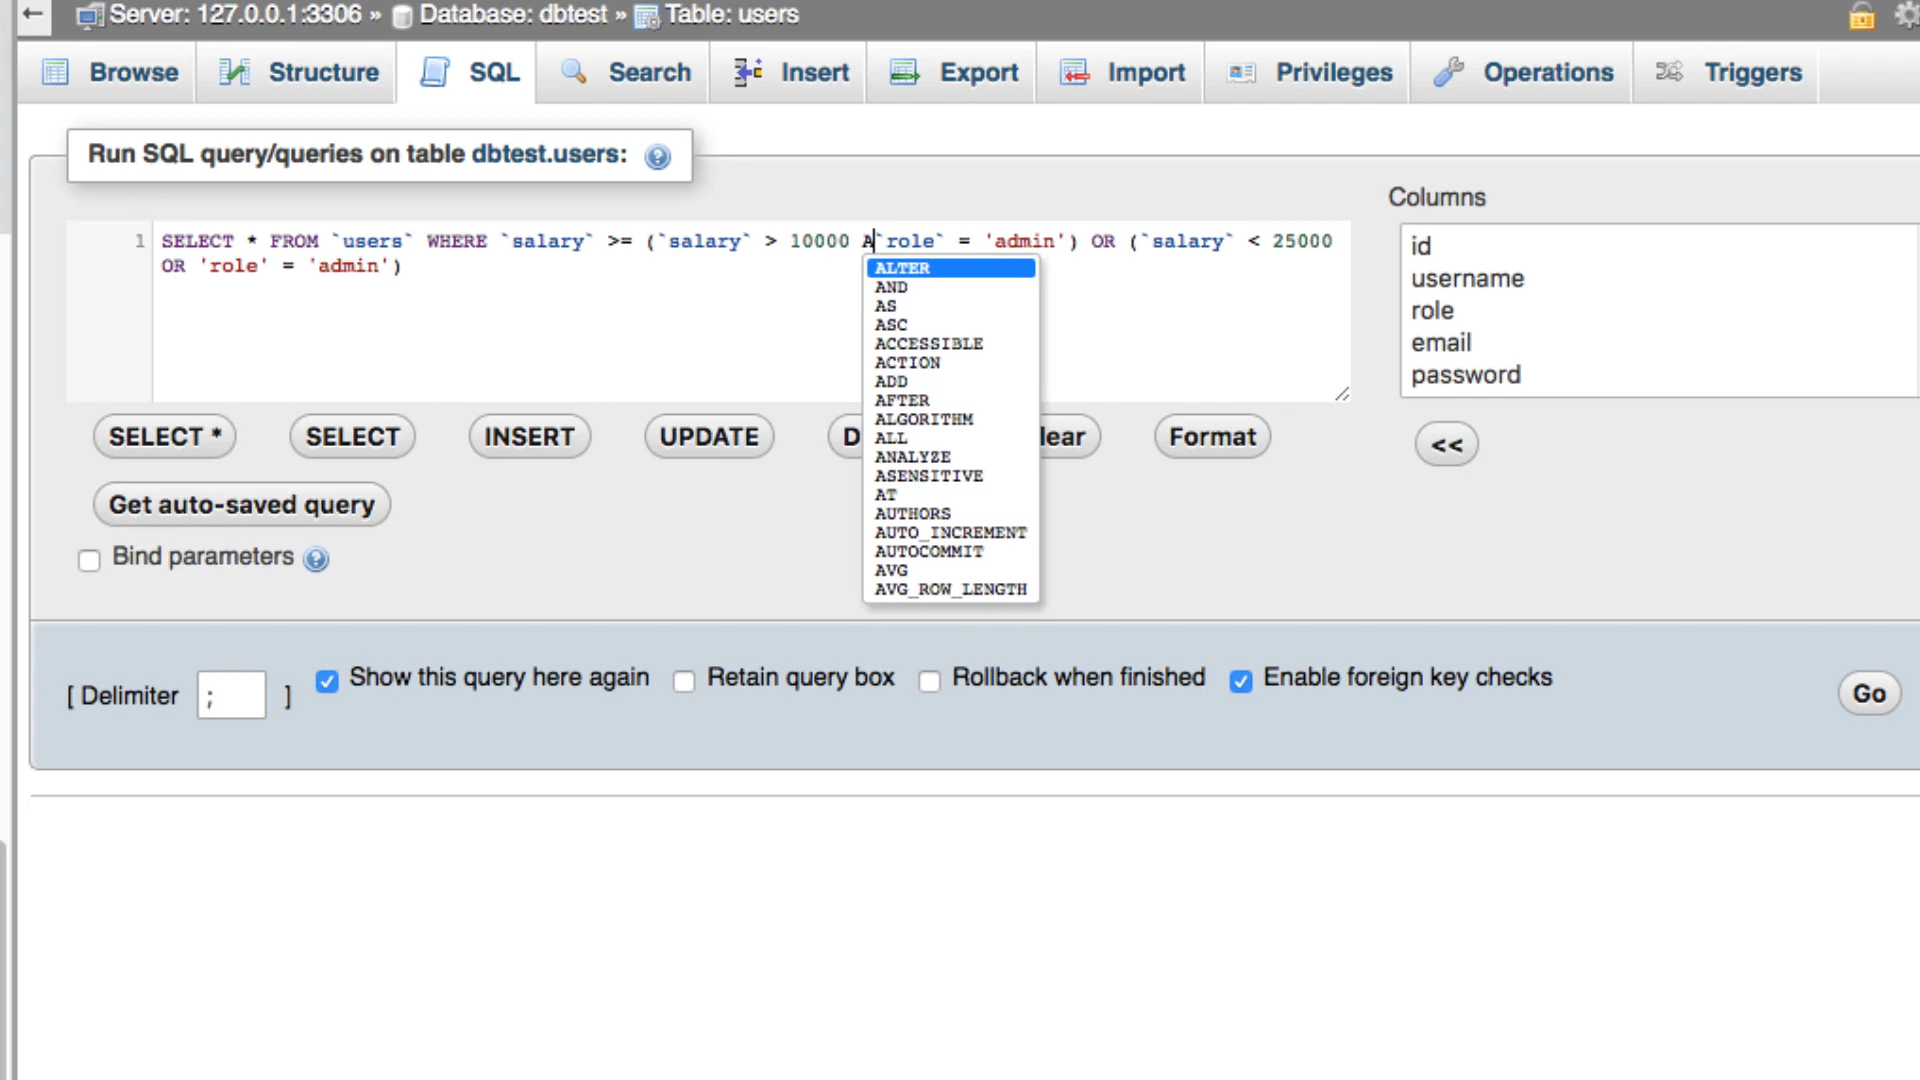 Server: 127.0.0.1:3306 » Database: dbtest » Table: users
Browse Structure SQL Search Insert Export Import Privileges Operations Triggers
Run SQL query/queries on table dbtest.users:
Columns
1 SELECT * FROM `users` WHERE `salary` >= (`salary` > 10000 A`role` = 'admin') OR (`salary` < 25000
OR 'role' = 'admin')
ALTER
AND
AS
ASC
ACCESSIBLE
ACTION
ADD
AFTER
ALGORITHM
ALL
ANALYZE
ASENSITIVE
AT
AUTHORS
AUTO_INCREMENT
AUTOCOMMIT
AVG
AVG_ROW_LENGTH
id
username
role
email
password
SELECT * SELECT INSERT UPDATE D lear Format <<
Get auto-saved query
Bind parameters
[ Delimiter ; ] Show this query here again Retain query box Rollback when finished Enable foreign key checks Go